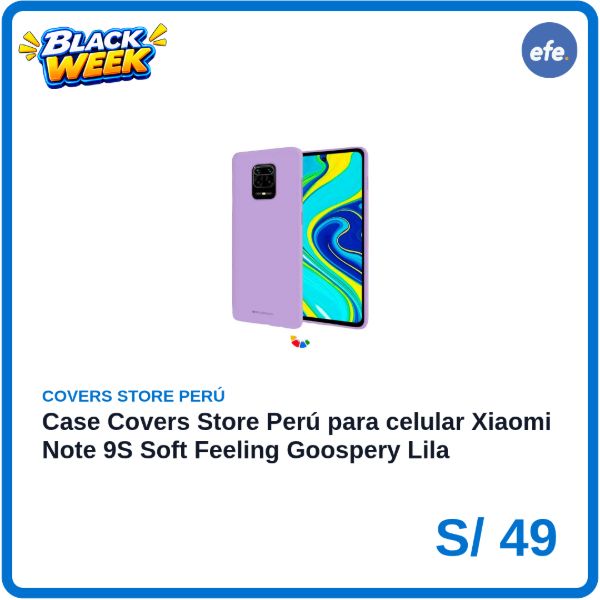 BLACK
WEEK
efe.
COVERS STORE PERÚ
Case Covers Store Perú para celular Xiaomi
Note 9S Soft Feeling Goospery Lila
S/ 49